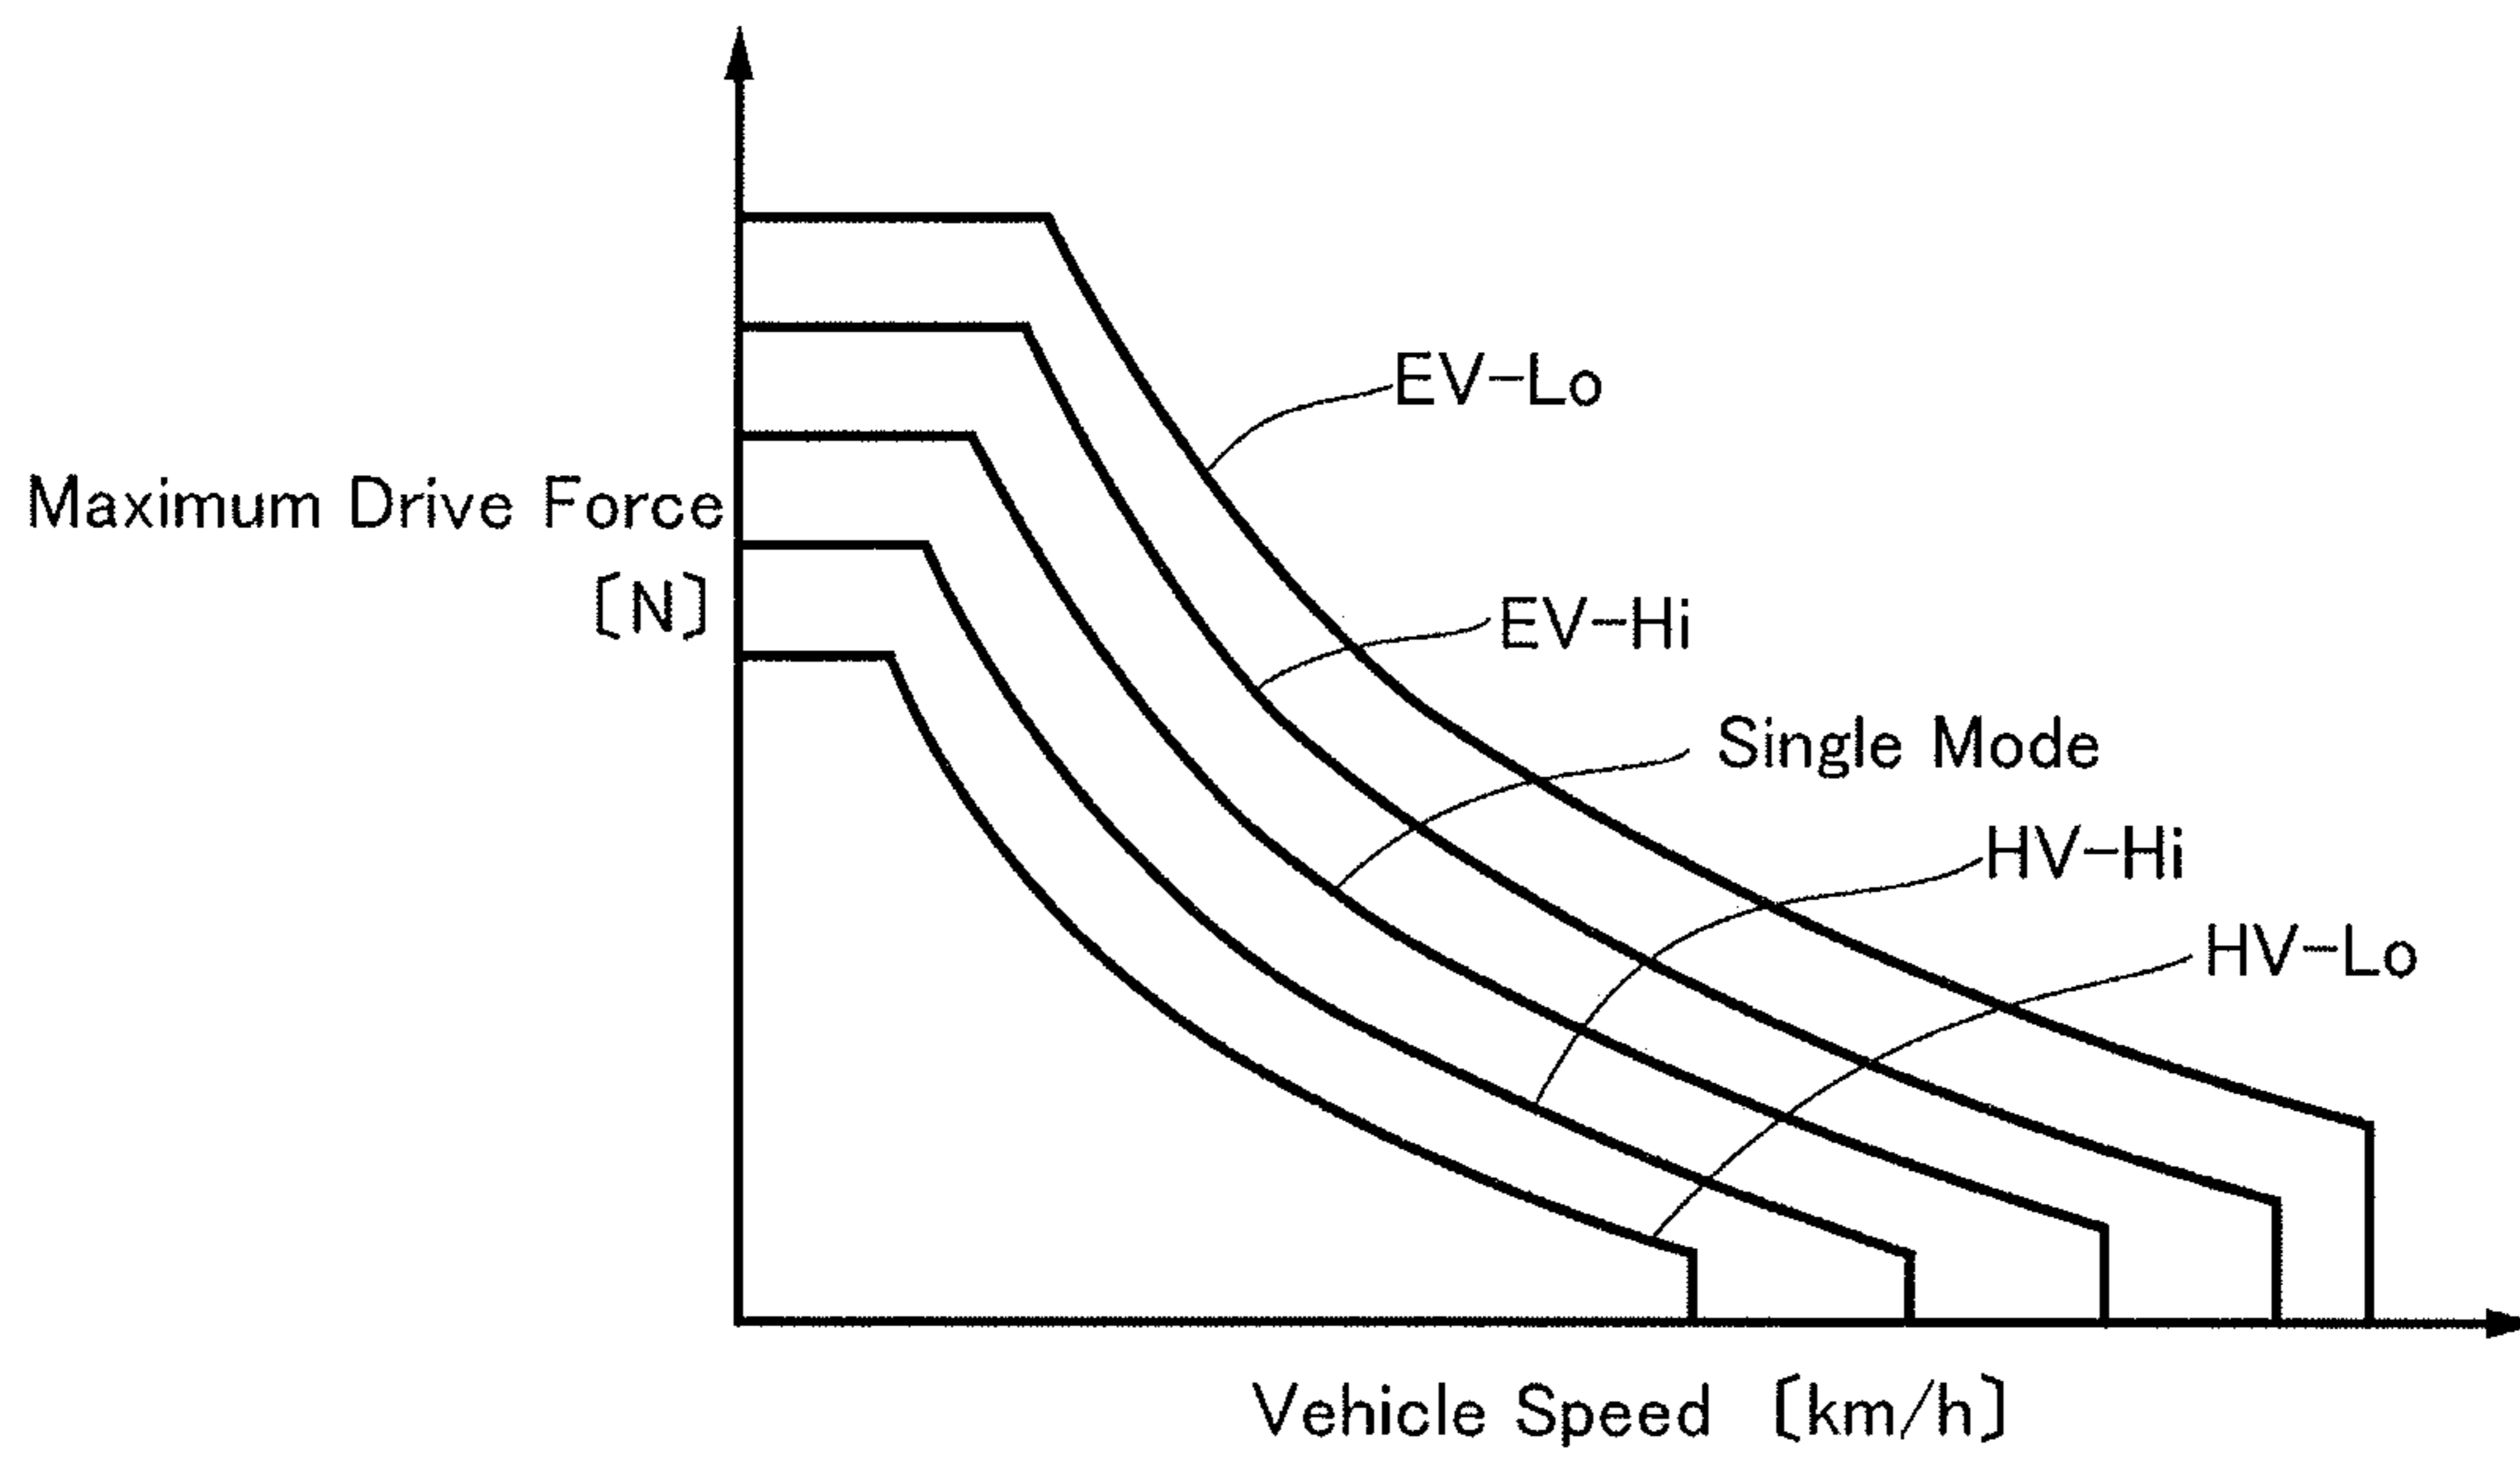 EV-Lo
Maximum Drive Force
〔N〕
EV-Hi
Single Mode
HV-Hi
HV-Lo
Vehicle Speed 〔km/h〕